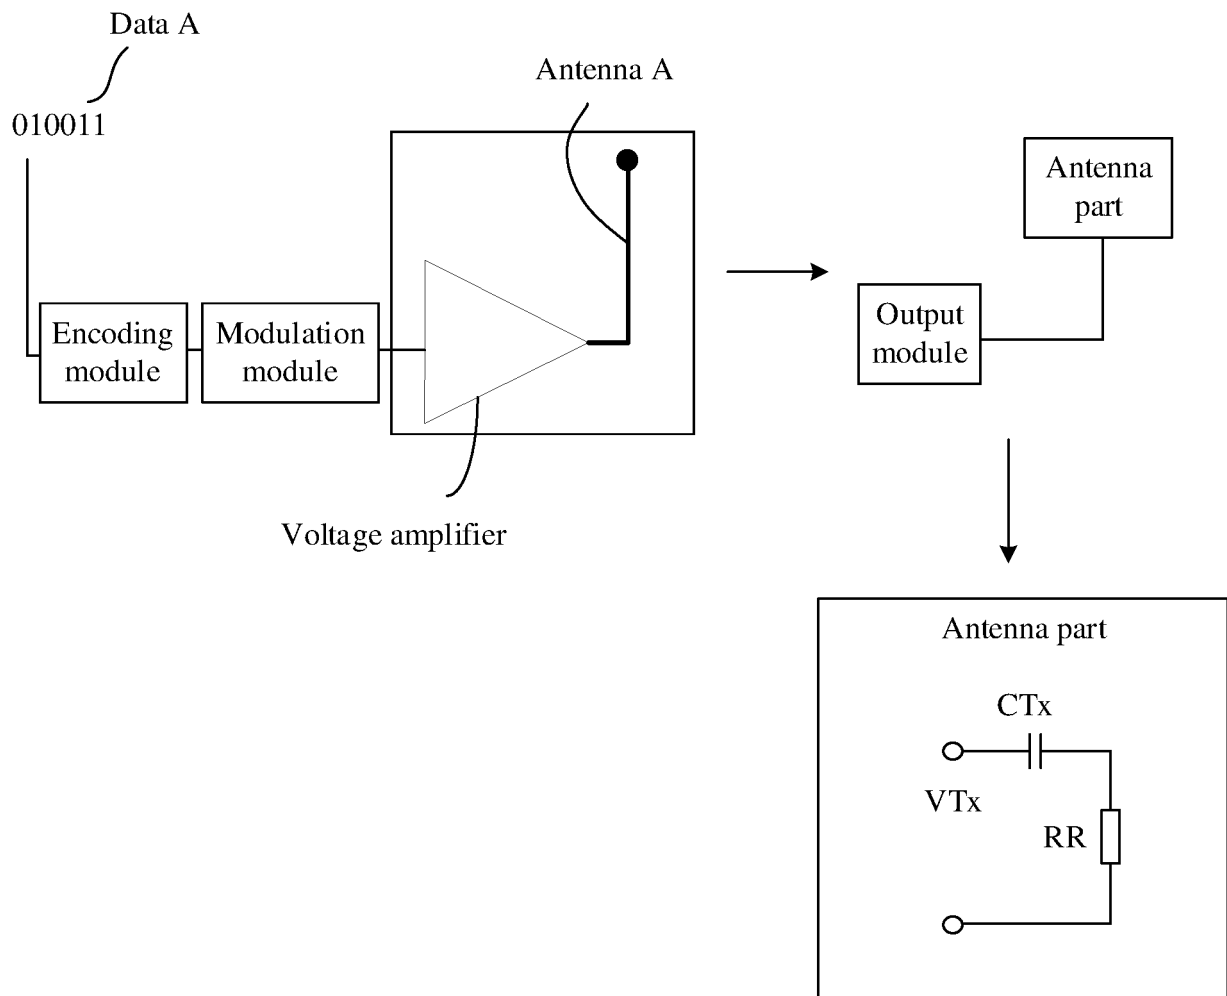 Data A
010011
Antenna A
Antenna
part
Encoding
module
Modulation
module
Output
module
Voltage amplifier
Antenna part
CTx
VTx
RR